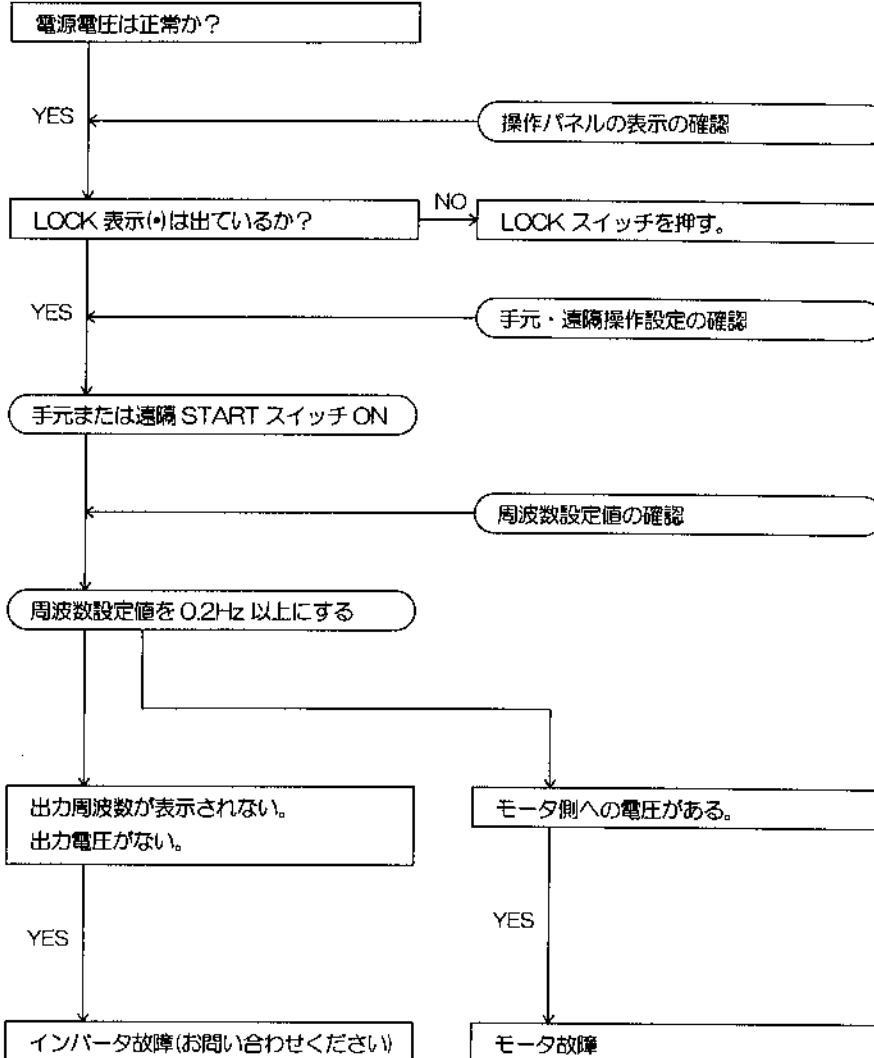 電源電圧は正常か?
YES
操作パネルの表示の確認
LOCK 表示(•)は出ているか?
NO
LOCK スイッチを押す。
YES
手元・遠隔操作設定の確認
手元または遠隔 START スイッチ ON
周波数設定値の確認
周波数設定値を 0.2Hz 以上にする
出力周波数が表示されない。
出力電圧がない。
モータ側への電圧がある。
YES
YES
インバータ故障(お問い合わせください)
モータ故障